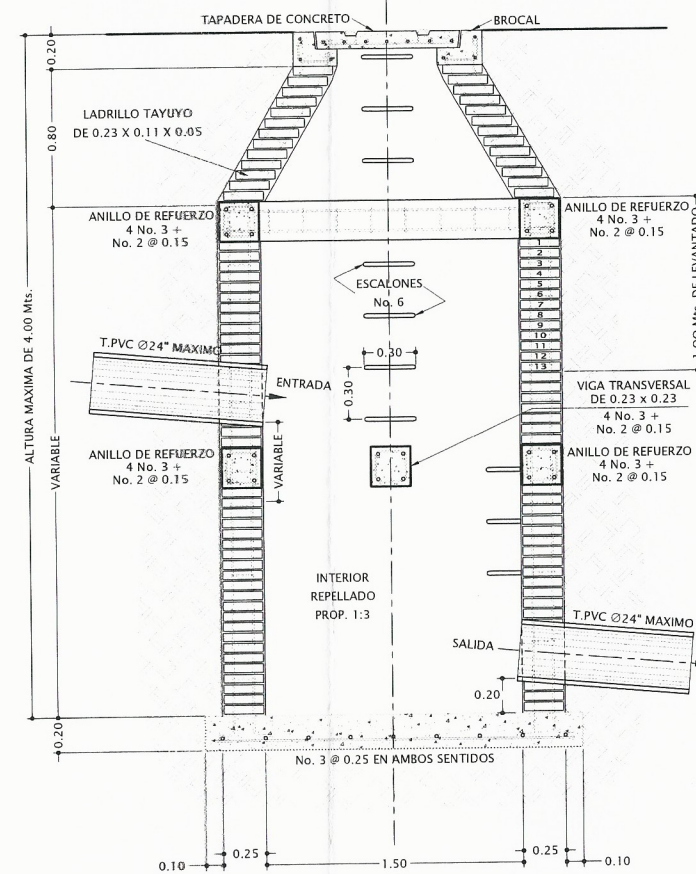 TAPADERA DE CONCRETO
BROCAL
0.20
LADRILLO TAYUYO
DE 0.23 X 0.11 X 0.05
0.80
ANILLO DE REFUERZO
4 No. 3 +
No. 2 @ 0.15
ANILLO DE REFUERZO
4 No. 3 +
No. 2 @ 0.15
1
2
3
4
5
6
7
8
9
10
11
12
13
DE LEVANTADO
ESCALONES
No. 6
ALTURA MAXIMA DE 4.00 Mts.
VARIABLE
T.PVC Ø24" MAXIMO
ENTRADA
0.30
0.30
VIGA TRANSVERSAL
DE 0.23 x 0.23
4 No. 3 +
No. 2 @ 0.15
ANILLO DE REFUERZO
4 No. 3 +
No. 2 @ 0.15
VARIABLE
ANILLO DE REFUERZO
4 No. 3 +
No. 2 @ 0.15
INTERIOR
REPELLADO
PROP. 1:3
T.PVC Ø24" MAXIMO
SALIDA
0.20
0.20
No. 3 @ 0.25 EN AMBOS SENTIDOS
0.10
0.25
1.50
0.25
0.10